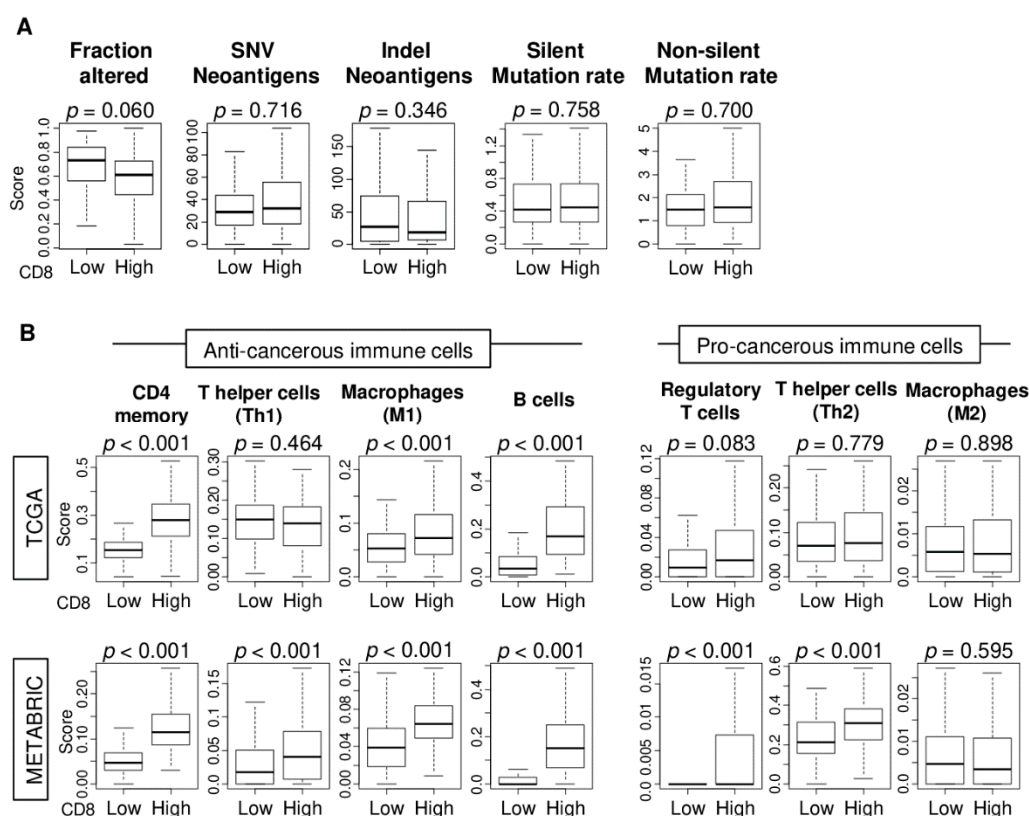 A
Fraction altered
SNV Neoantigens
Indel Neoantigens
Silent Mutation rate
Non-silent Mutation rate
p = 0.060
p = 0.716
p = 0.346
p = 0.758
p = 0.700
Score
0.0 0.2 0.4 0.6 0.8 1.0
0 20 40 60 80 100
0 50 100 150
0.0 0.4 0.8 1.2
0 1 2 3 4 5
CD8 Low High Low High Low High Low High Low High
B
Anti-cancerous immune cells
Pro-cancerous immune cells
CD4 memory
T helper cells (Th1)
Macrophages (M1)
B cells
Regulatory T cells
T helper cells (Th2)
Macrophages (M2)
TCGA
p < 0.001
p = 0.464
p < 0.001
p < 0.001
p = 0.083
p = 0.779
p = 0.898
Score
0.1 0.3 0.5
0.00 0.05 0.10 0.15 0.20 0.30
0.0 0.1 0.2
0.0 0.2 0.4
0.00 0.04 0.08 0.12
0.00 0.10 0.20
0.0 0.01 0.02
CD8 Low High Low High Low High Low High Low High Low High Low High
METABRIC
p < 0.001
p < 0.001
p < 0.001
p < 0.001
p < 0.001
p < 0.001
p = 0.595
Score
0.00 0.10 0.20
0.0 0.05 0.10 0.15
0.00 0.04 0.08 0.12
0.0 0.2 0.4
0.0 0.005 0.01 0.015
0.0 0.2 0.4 0.6
0.0 0.01 0.02
CD8 Low High Low High Low High Low High Low High Low High Low High